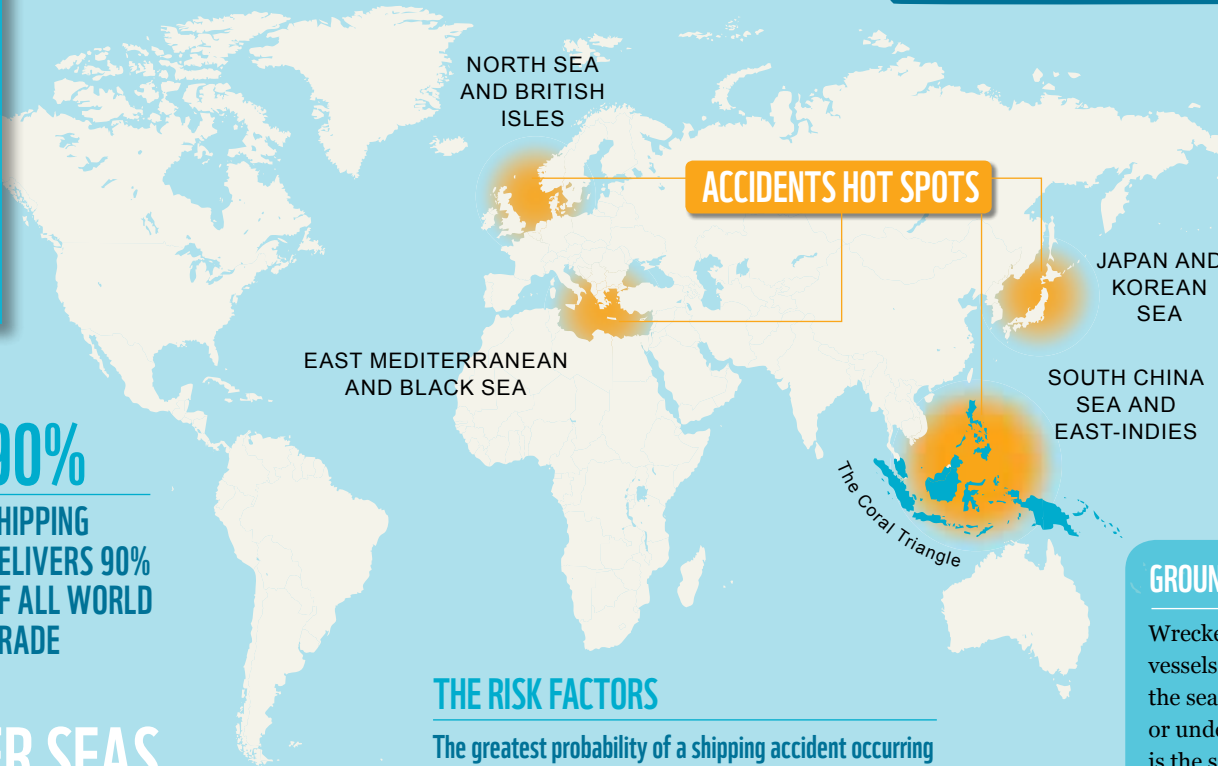 NORTH SEA
AND BRITISH
ISLES
ACCIDENTS HOT SPOTS
JAPAN AND
KOREAN
SEA
EAST MEDITERRANEAN
AND BLACK SEA
SOUTH CHINA
SEA AND
EAST-INDIES
The Coral Triangle
90%
HIPPING
ELIVERS 90%
F ALL WORLD
RADE
ER SEAS
THE RISK FACTORS
The greatest probability of a shipping accident occurring
GROUN
Wrecke
vessels
the sea
or unde
is the s